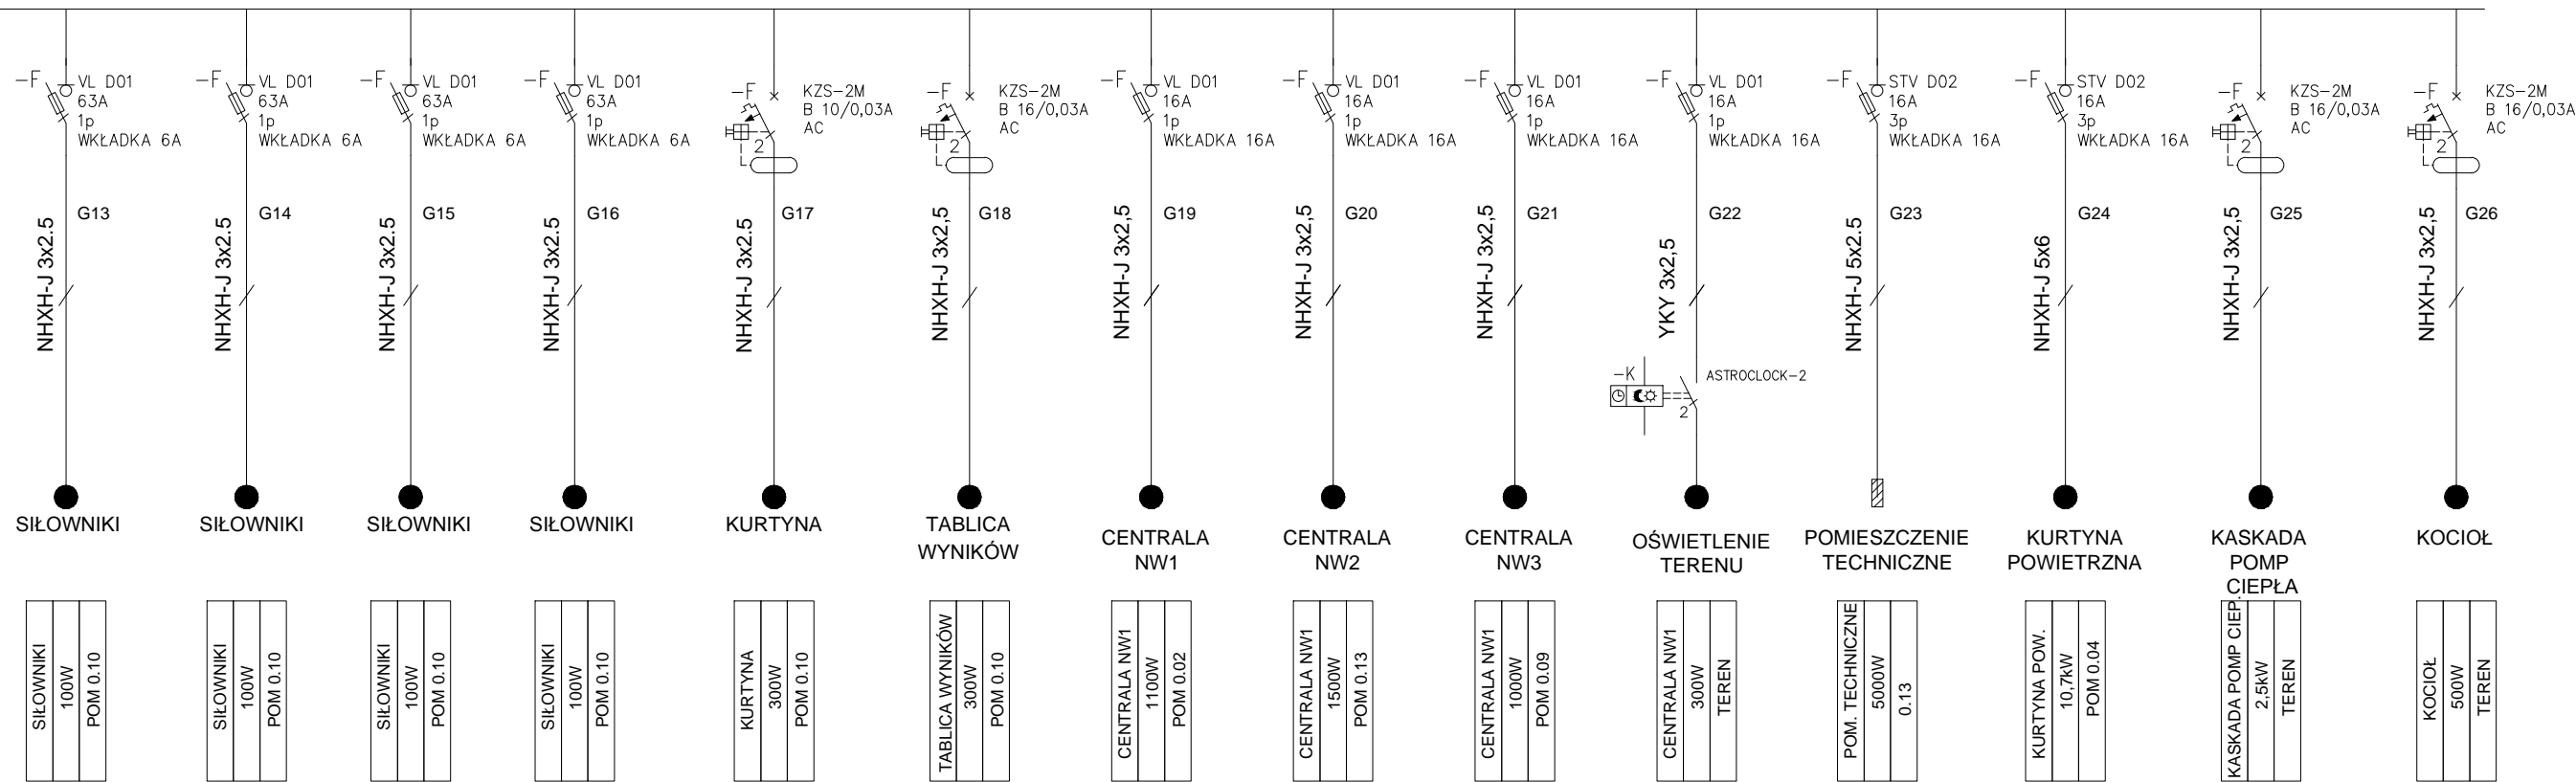 -F
VL D01
63A
1p
WKŁADKA 6A
G13
NHXH-J 3x2.5
SIŁOWNIKI
SIŁOWNIKI
100W
POM 0.10
-F
VL D01
63A
1p
WKŁADKA 6A
G14
NHXH-J 3x2.5
SIŁOWNIKI
SIŁOWNIKI
100W
POM 0.10
-F
VL D01
63A
1p
WKŁADKA 6A
G15
NHXH-J 3x2.5
SIŁOWNIKI
SIŁOWNIKI
100W
POM 0.10
-F
VL D01
63A
1p
WKŁADKA 6A
G16
NHXH-J 3x2.5
SIŁOWNIKI
SIŁOWNIKI
100W
POM 0.10
-F
KZS-2M
B 10/0,03A
AC
2
G17
NHXH-J 3x2.5
KURTYNA
KURTYNA
300W
POM 0.10
-F
KZS-2M
B 16/0,03A
AC
2
G18
NHXH-J 3x2,5
TABLICA
WYNIKÓW
TABLICA WYNIKÓW
300W
POM 0.10
-F
VL D01
16A
1p
WKŁADKA 16A
G19
NHXH-J 3x2,5
CENTRALA
NW1
CENTRALA NW1
1100W
POM 0.02
-F
VL D01
16A
1p
WKŁADKA 16A
G20
NHXH-J 3x2,5
CENTRALA
NW2
CENTRALA NW1
1500W
POM 0.13
-F
VL D01
16A
1p
WKŁADKA 16A
G21
NHXH-J 3x2,5
CENTRALA
NW3
CENTRALA NW1
1000W
POM 0.09
-F
VL D01
16A
1p
WKŁADKA 16A
G22
YKY 3x2,5
-K
ASTROCLOCK-2
2
OŚWIETLENIE
TERENU
CENTRALA NW1
300W
TEREN
-F
STV D02
16A
3p
WKŁADKA 16A
G23
NHXH-J 5x2.5
POMIESZCZENIE
TECHNICZNE
POM. TECHNICZNE
5000W
0.13
-F
STV D02
16A
3p
WKŁADKA 16A
G24
NHXH-J 5x6
KURTYNA
POWIETRZNA
KURTYNA POW.
10,7kW
POM 0.04
-F
KZS-2M
B 16/0,03A
AC
2
G25
NHXH-J 3x2,5
KASKADA
POMP
CIEPŁA
KASKADA POMP CIEP.
2,5kW
TEREN
-F
KZS-2M
B 16/0,03A
AC
2
G26
NHXH-J 3x2,5
KOCIOŁ
KOCIOŁ
500W
TEREN